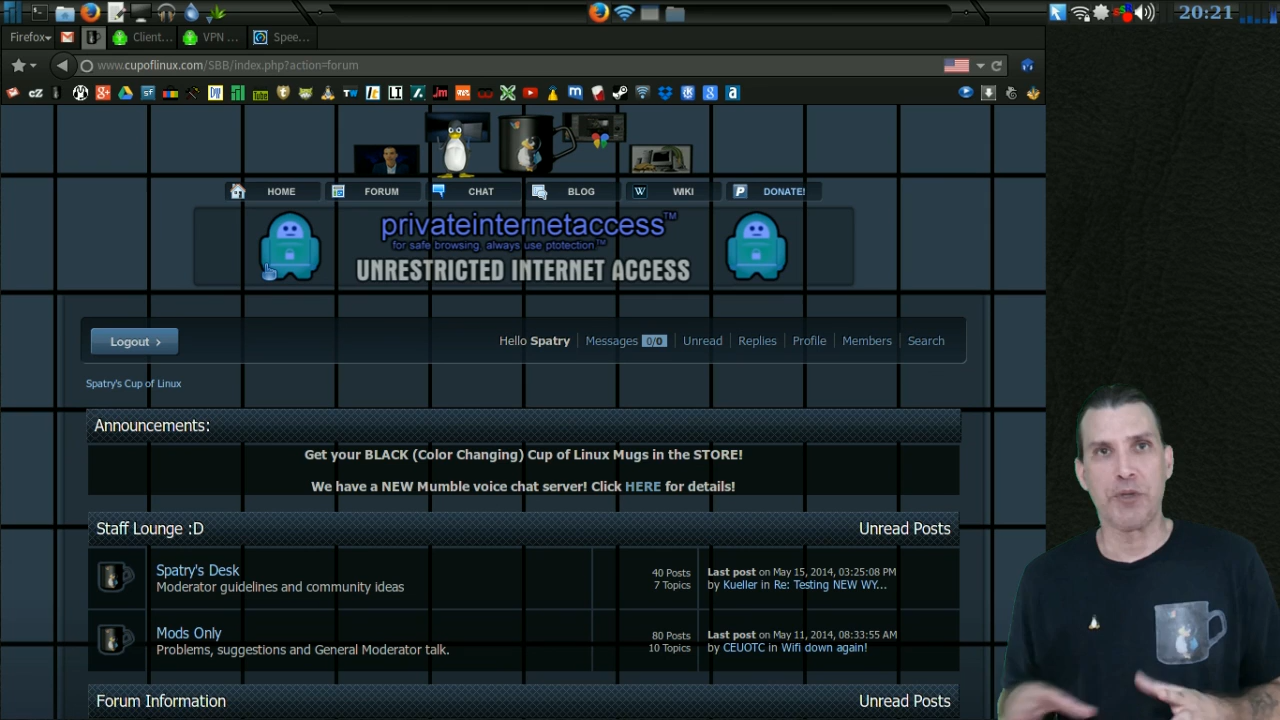 20:21
Firefox
Client...
VPN ...
Spee...
www.cupoflinux.com/SBB/index.php?action=forum
HOME
FORUM
CHAT
BLOG
WIKI
DONATE!
privateinternetaccess™
for safe browsing, always use ptotection™
UNRESTRICTED INTERNET ACCESS
Logout ›
Hello Spatry
Messages 0/0
Unread
Replies
Profile
Members
Search
Spatry's Cup of Linux
Announcements:
Get your BLACK (Color Changing) Cup of Linux Mugs in the STORE!
We have a NEW Mumble voice chat server! Click HERE for details!
Staff Lounge :D
Unread Posts
Spatry's Desk
Moderator guidelines and community ideas
40 Posts
7 Topics
Last post on May 15, 2014, 03:25:08 PM
by Kueller in Re: Testing NEW WY...
Mods Only
Problems, suggestions and General Moderator talk.
80 Posts
10 Topics
Last post on May 11, 2014, 08:33:55 AM
by CEUOTC in Wifi down again!
Forum Information
Unread Posts